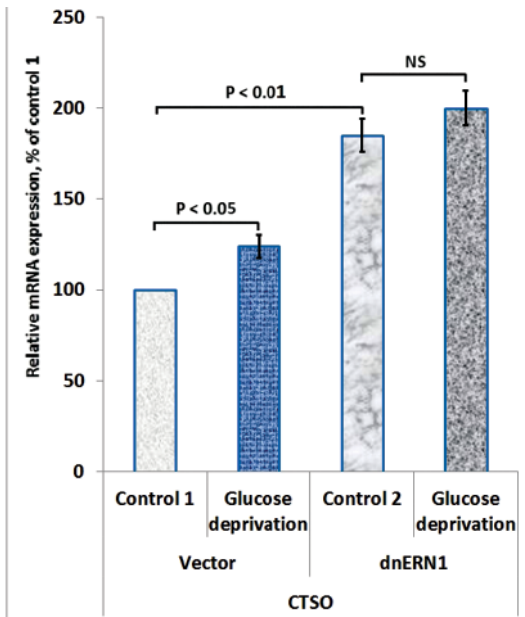 Relative mRNA expression, % of control 1
250
200
150
100
50
0
P < 0.05
P < 0.01
NS
Control 1
Glucose
deprivation
Control 2
Glucose
deprivation
Vector
dnERN1
CTSO